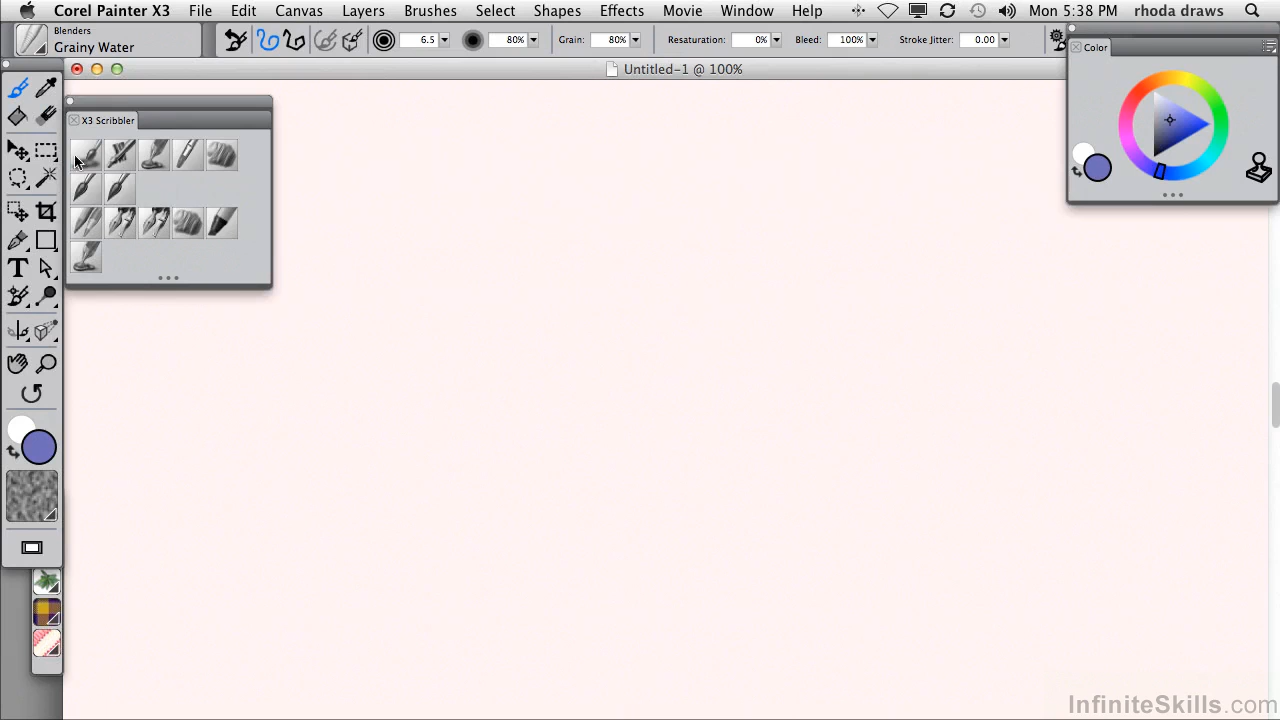 Corel Painter X3 File Edit Canvas Layers Brushes Select Shapes Effects Movie Window Help Mon 5:38 PM rhoda draws
Blenders
Grainy Water
6.5 80% Grain: 80% Resaturation: 0% Bleed: 100% Stroke Jitter: 0.00
Color
Untitled-1 @ 100%
X3 Scribbler
T
InfiniteSkills.com